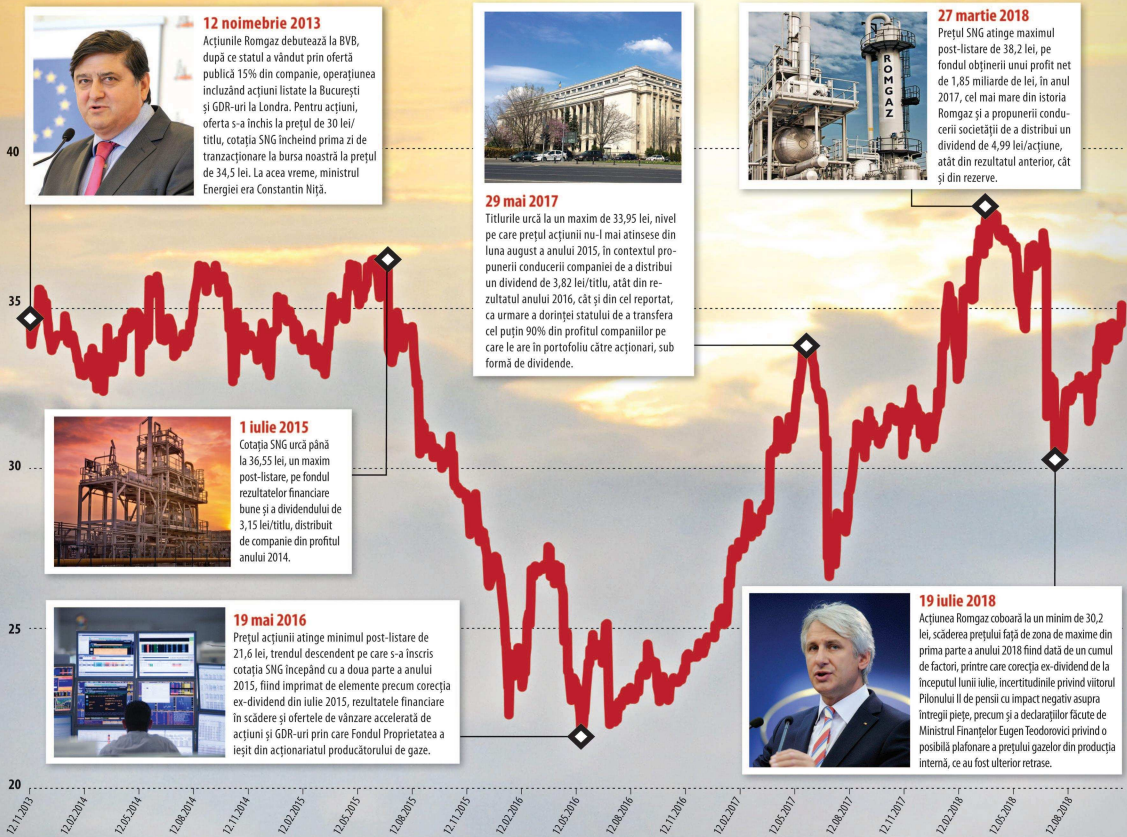 12 noimebrie 2013
Acțiunile Romgaz debutează la BVB,
după ce statul a vândut prin ofertă
publică 15% din companie, operațiunea
incluzând acțiuni listate la București
și GDR-uri la Londra. Pentru acțiuni,
oferta s-a închis la prețul de 30 lei/
titlu, cotația SNG încheind prima zi de
tranzacționare la bursa noastră la prețul
de 34,5 lei. La acea vreme, ministrul
Energiei era Constantin Niță.
29 mai 2017
Titlurile urcă la un maxim de 33,95 lei, nivel
pe care prețul acțiunii nu-l mai atinsese din
luna august a anului 2015, în contextul pro-
punerii conducerii companiei de a distribui
un dividend de 3,82 lei/titlu, atât din re-
zultatul anului 2016, cât și din cel reportat,
ca urmare a dorinței statului de a transfera
cel puțin 90% din profitul companiilor pe
care le are în portofoliu către acționari, sub
formă de dividende.
ROMGAZ
27 martie 2018
Prețul SNG atinge maximul
post-listare de 38,2 lei, pe
fondul obținerii unui profit net
de 1,85 miliarde de lei, în anul
2017, cel mai mare din istoria
Romgaz și a propunerii condu-
cerii societății de a distribui un
dividend de 4,99 lei/acțiune,
atât din rezultatul anterior, cât
și din rezerve.
1 iulie 2015
Cotația SNG urcă până
la 36,55 lei, un maxim
post-listare, pe fondul
rezultatelor financiare
bune și a dividendului de
3,15 lei/titlu, distribuit
de companie din profitul
anului 2014.
19 mai 2016
Prețul acțiunii atinge minimul post-listare de
21,6 lei, trendul descendent pe care s-a înscris
cotația SNG începând cu a doua parte a anului
2015, fiind imprimat de elemente precum corecția
ex-dividend din iulie 2015, rezultatele financiare
în scădere și ofertele de vânzare accelerată de
acțiuni și GDR-uri prin care Fondul Proprietatea a
ieșit din acționariatul producătorului de gaze.
19 iulie 2018
Acțiunea Romgaz coboară la un minim de 30,2
lei, scăderea prețului față de zona de maxime din
prima parte a anului 2018 fiind dată de un cumul
de factori, printre care corecția ex-dividend de la
începutul lunii iulie, incertitudinile privind viitorul
Pilonului II de pensii cu impact negativ asupra
întregii piețe, precum și a declarațiilor făcute de
Ministrul Finanțelor Eugen Teodorovici privind o
posibilă plafonare a prețului gazelor din producția
internă, ce au fost ulterior retrase.
40
35
30
25
20
12.11.2013
12.02.2014
12.05.2014
12.08.2014
12.11.2014
12.02.2015
12.05.2015
12.08.2015
12.11.2015
12.02.2016
12.05.2016
12.08.2016
12.11.2016
12.02.2017
12.05.2017
12.08.2017
12.11.2017
12.02.2018
12.05.2018
12.08.2018